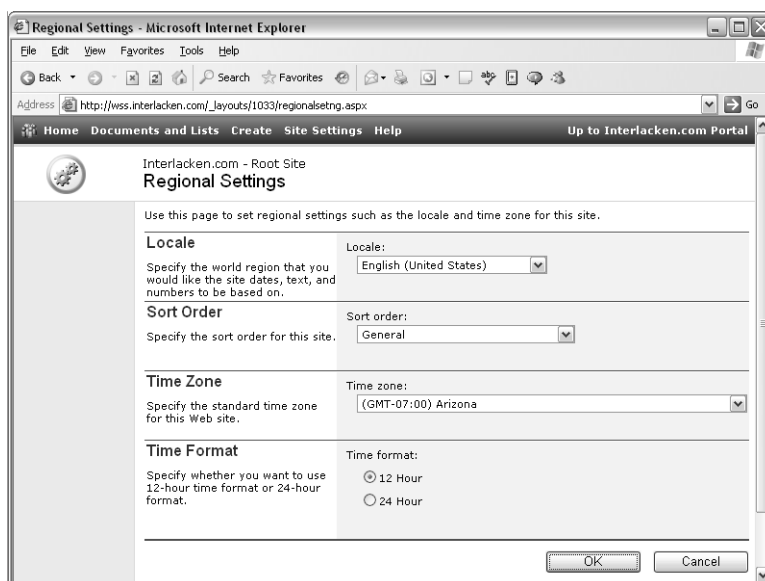 Regional Settings - Microsoft Internet Explorer
File Edit View Favorites Tools Help
Back Search Favorites
Address http://wss.interlacken.com/_layouts/1033/regionalsetng.aspx Go
Home Documents and Lists Create Site Settings Help Up to Interlacken.com Portal
Interlacken.com - Root Site
Regional Settings
Use this page to set regional settings such as the locale and time zone for this site.
Locale
Specify the world region that you
would like the site dates, text, and
numbers to be based on.
Locale:
English (United States)
Sort Order
Specify the sort order for this site.
Sort order:
General
Time Zone
Specify the standard time zone
for this Web site.
Time zone:
(GMT-07:00) Arizona
Time Format
Specify whether you want to use
12-hour time format or 24-hour
format.
Time format:
12 Hour
24 Hour
OK Cancel